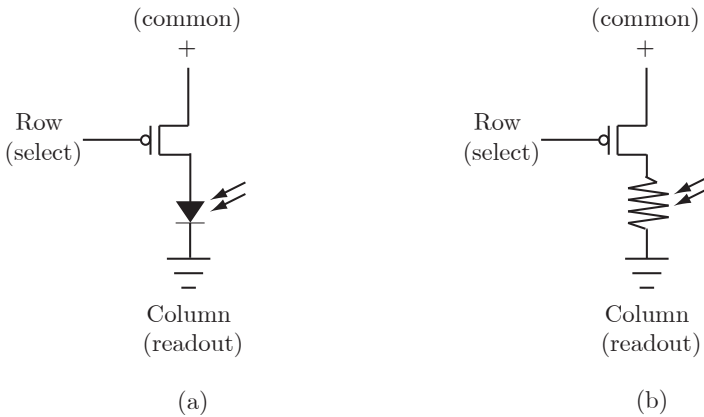 (common)
+
Row
(select)
Column
(readout)
(a)
(common)
+
Row
(select)
Column
(readout)
(b)